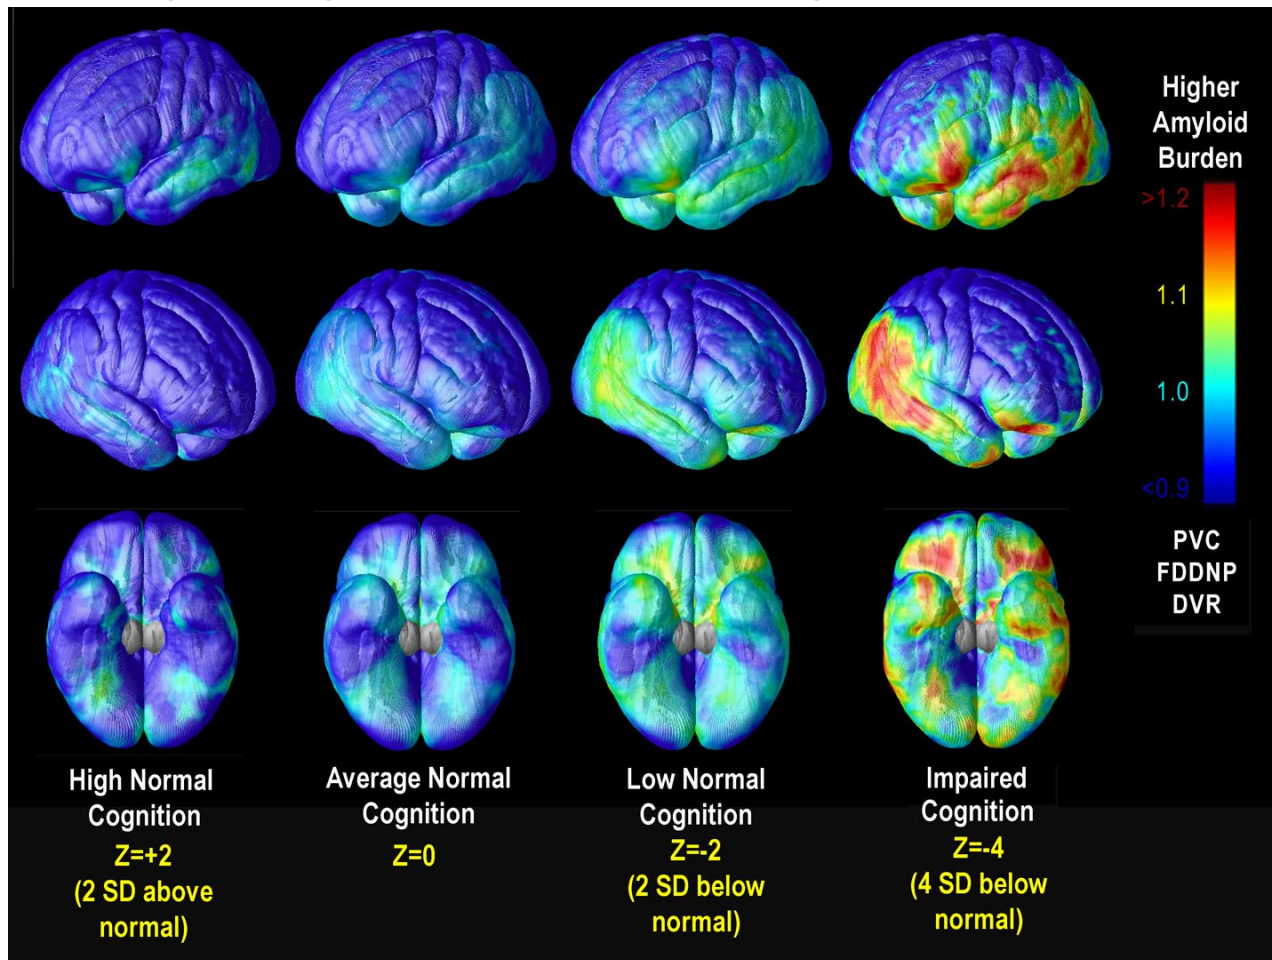 Higher
Amyloid
Burden
>1.2
1.1
1.0
<0.9
PVC
FDDNP
DVR
High Normal
Cognition
Z=+2
(2 SD above
normal)
Average Normal
Cognition
Z=0
Low Normal
Cognition
Z=-2
(2 SD below
normal)
Impaired
Cognition
Z=-4
(4 SD below
normal)